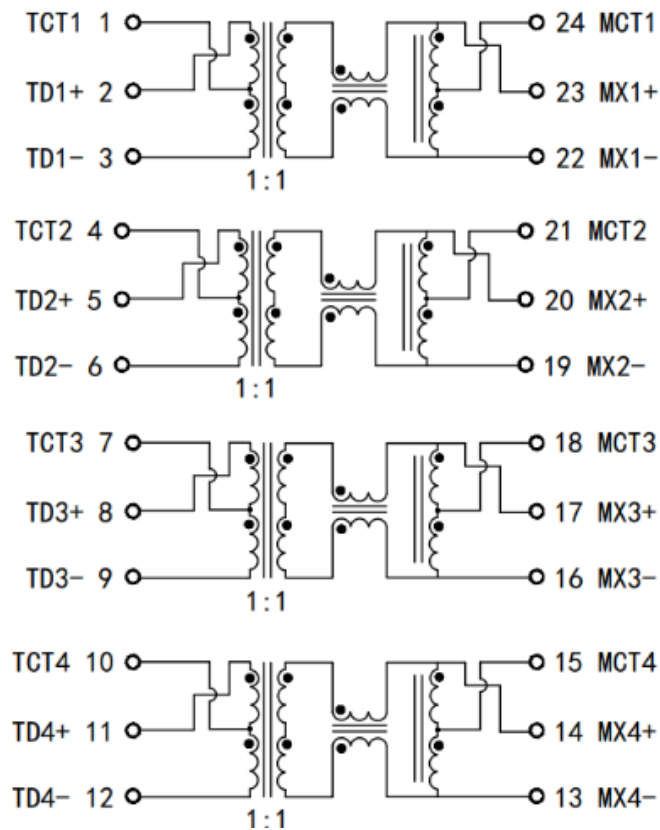 TCT1 1 24 MCT1
TD1+ 2 23 MX1+
TD1- 3 22 MX1-
1:1
TCT2 4 21 MCT2
TD2+ 5 20 MX2+
TD2- 6 19 MX2-
1:1
TCT3 7 18 MCT3
TD3+ 8 17 MX3+
TD3- 9 16 MX3-
1:1
TCT4 10 15 MCT4
TD4+ 11 14 MX4+
TD4- 12 13 MX4-
1:1